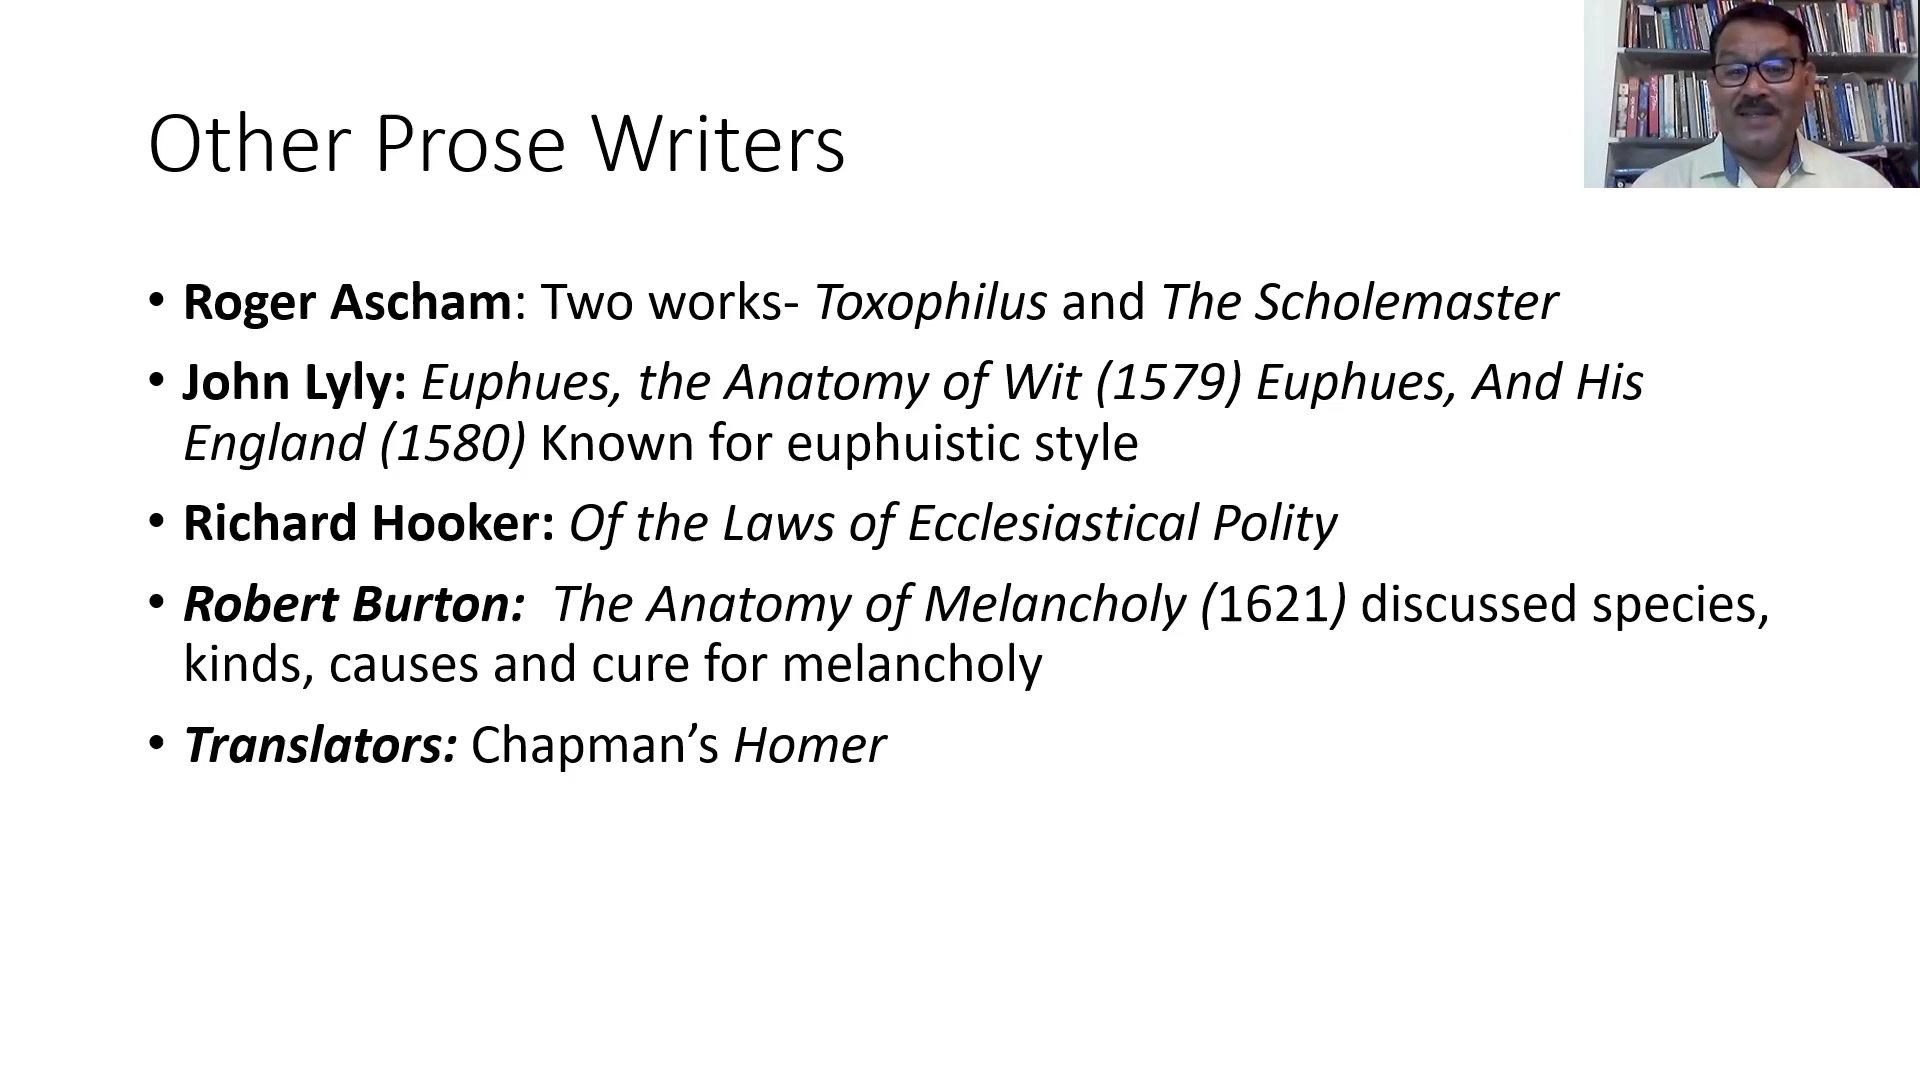 Other Prose Writers
• Roger Ascham: Two works- Toxophilus and The Scholemaster
• John Lyly: Euphues, the Anatomy of Wit (1579) Euphues, And His
England (1580) Known for euphuistic style
• Richard Hooker: Of the Laws of Ecclesiastical Polity
• Robert Burton:  The Anatomy of Melancholy (1621) discussed species,
kinds, causes and cure for melancholy
• Translators: Chapman’s Homer